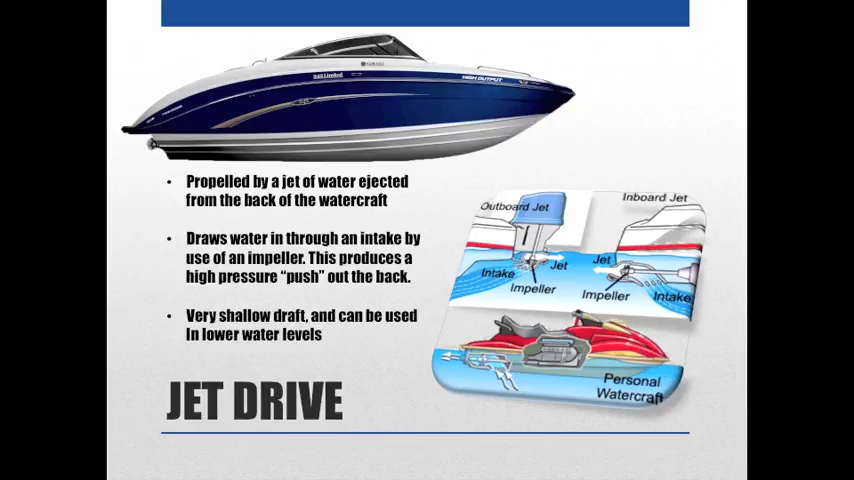 YAMAHA
242 Limited
HIGH OUTPUT
• Propelled by a jet of water ejected
from the back of the watercraft
• Draws water in through an intake by
use of an impeller. This produces a
high pressure “push” out the back.
• Very shallow draft, and can be used
In lower water levels
JET DRIVE
Outboard Jet
Inboard Jet
Jet
Jet
Intake
Impeller
Impeller
Intake
Personal
Watercraft